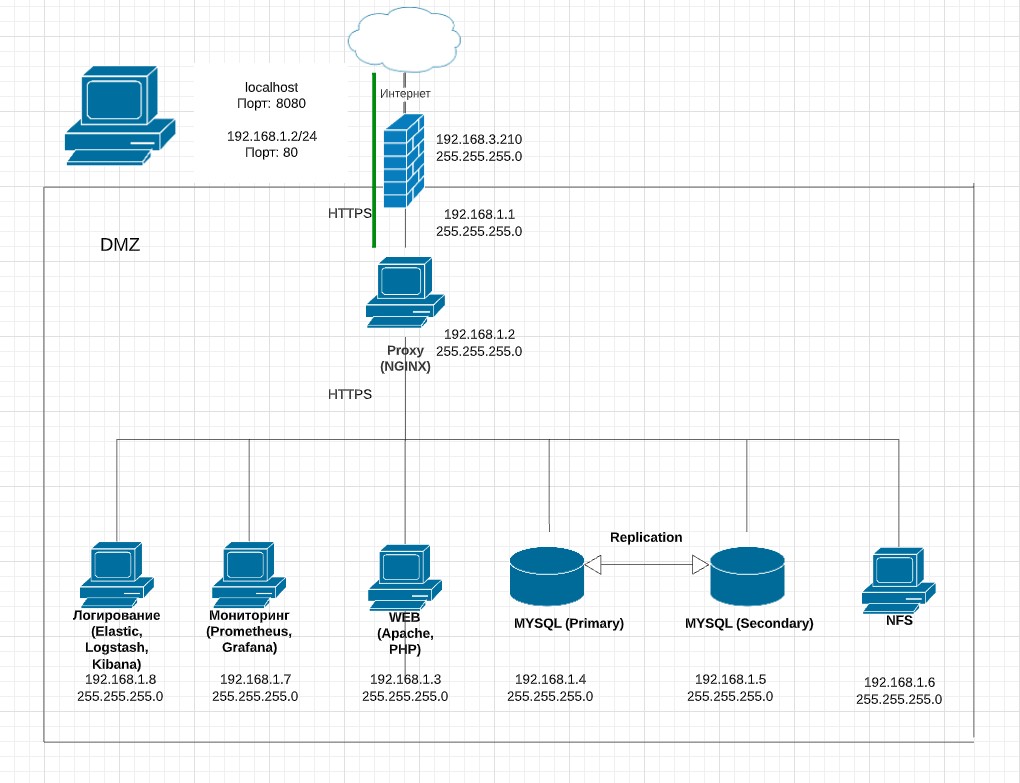 localhost
Порт: 8080
192.168.1.2/24
Порт: 80
Интернет
192.168.3.210
255.255.255.0
HTTPS
192.168.1.1
255.255.255.0
DMZ
192.168.1.2
255.255.255.0
Proxy
(NGINX)
HTTPS
Replication
Логирование
(Elastic,
Logstash,
Kibana)
192.168.1.8
255.255.255.0
Мониторинг
(Prometheus,
Grafana)
192.168.1.7
255.255.255.0
WEB
(Apache,
PHP)
192.168.1.3
255.255.255.0
MYSQL (Primary)
192.168.1.4
255.255.255.0
MYSQL (Secondary)
192.168.1.5
255.255.255.0
NFS
192.168.1.6
255.255.255.0